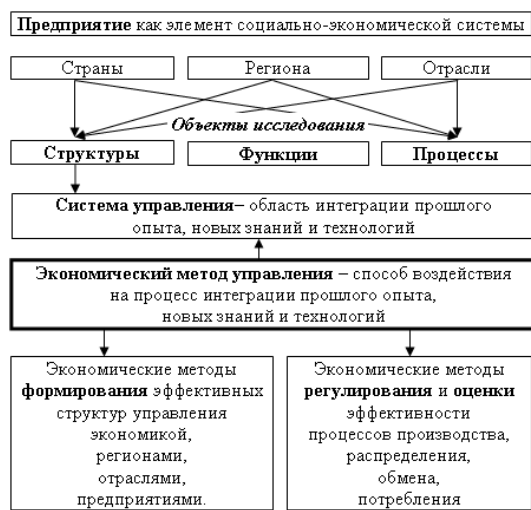 Предприятие как элемент социально-экономической системы
Страны Региона Отрасли
Объекты исследования
Структуры Функции Процессы
Система управления– область интеграции прошлого
опыта, новых знаний и технологий
Экономический метод управления – способ воздействия
на процесс интеграции прошлого опыта,
новых знаний и технологий
Экономические методы
формирования эффективных
структур управления
экономикой,
регионами,
отраслями,
предприятиями.
Экономические методы
регулирования и оценки
эффективности
процессов производства,
распределения,
обмена,
потребления